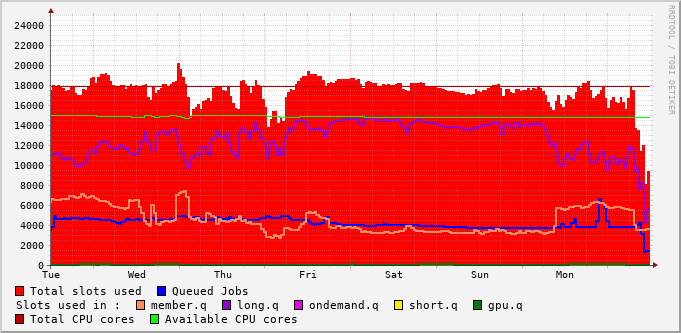 RRDTOOL / TOBI OETIKER
24000
22000
20000
18000
16000
14000
12000
10000
8000
6000
4000
2000
0
Tue Wed Thu Fri Sat Sun Mon
Total slots used Queued Jobs
Slots used in : member.q long.q ondemand.q short.q gpu.q
Total CPU cores Available CPU cores